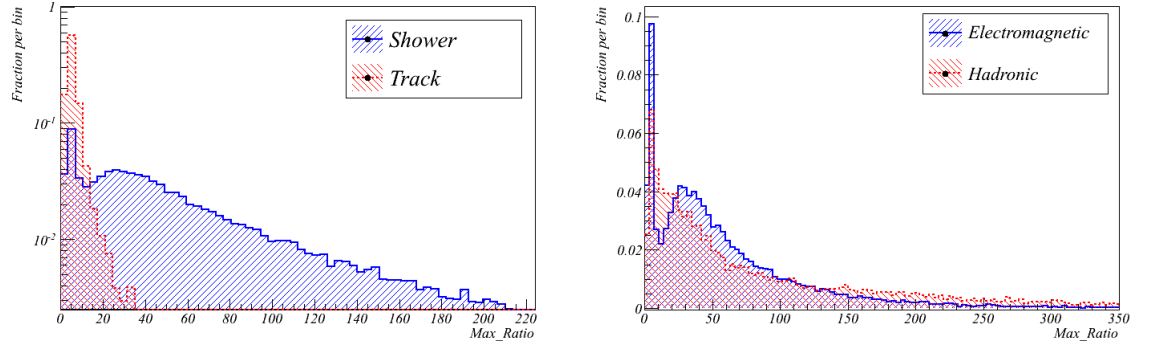 Fraction per bin
1
10^-1
10^-2
Shower
Track
0 20 40 60 80 100 120 140 160 180 200 220
Max_Ratio
Fraction per bin
0.1
0.08
0.06
0.04
0.02
0
Electromagnetic
Hadronic
0 50 100 150 200 250 300 350
Max_Ratio